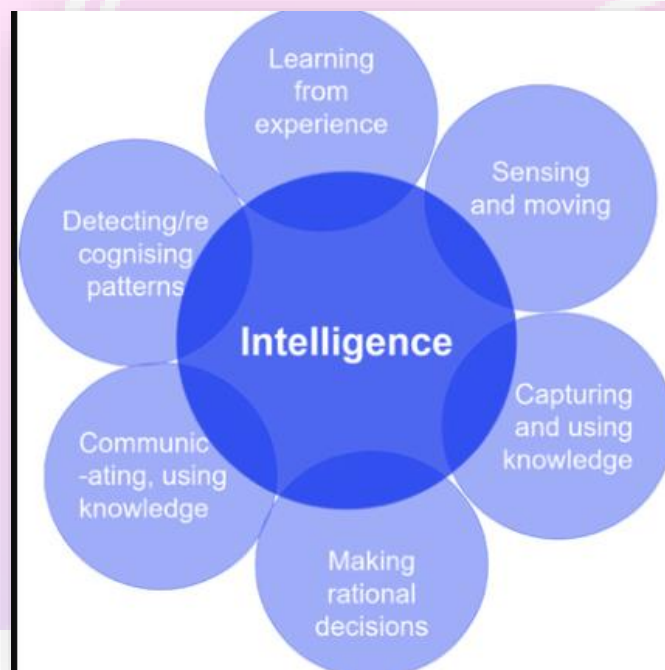 Learning
from
experience
Sensing
and moving
Detecting/re
cognising
patterns
Intelligence
Capturing
and using
knowledge
Communic
-ating, using
knowledge
Making
rational
decisions